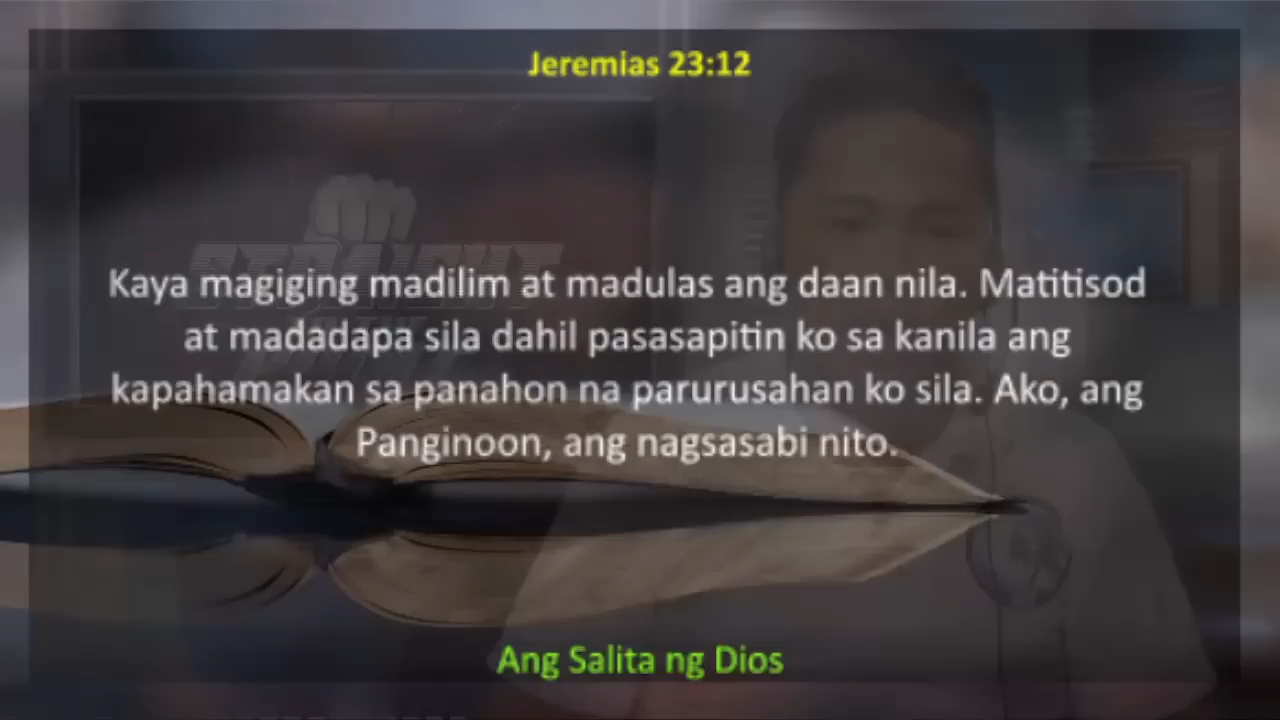 Jeremias 23:12
Kaya magiging madilim at madulas ang daan nila. Matitisod
at madadapa sila dahil pasasapitin ko sa kanila ang
kapahamakan sa panahon na parurusahan ko sila. Ako, ang
Panginoon, ang nagsasabi nito.
Ang Salita ng Dios